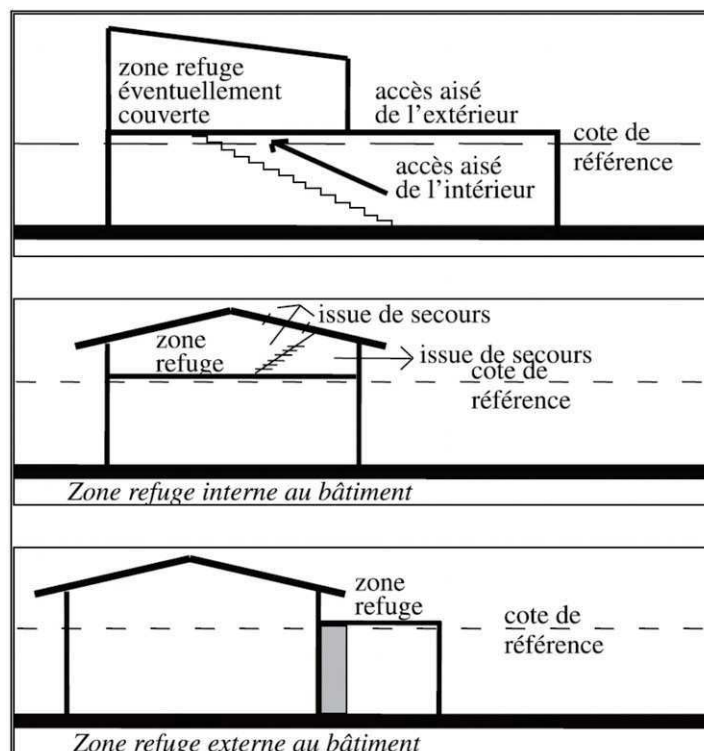 zone refuge
éventuellement
couverte
accès aisé
de l'extérieur
cote de
référence
accès aisé
de l'intérieur
issue de secours
zone
refuge
issue de secours
cote de
référence
Zone refuge interne au bâtiment
zone
refuge
cote de
référence
Zone refuge externe au bâtiment